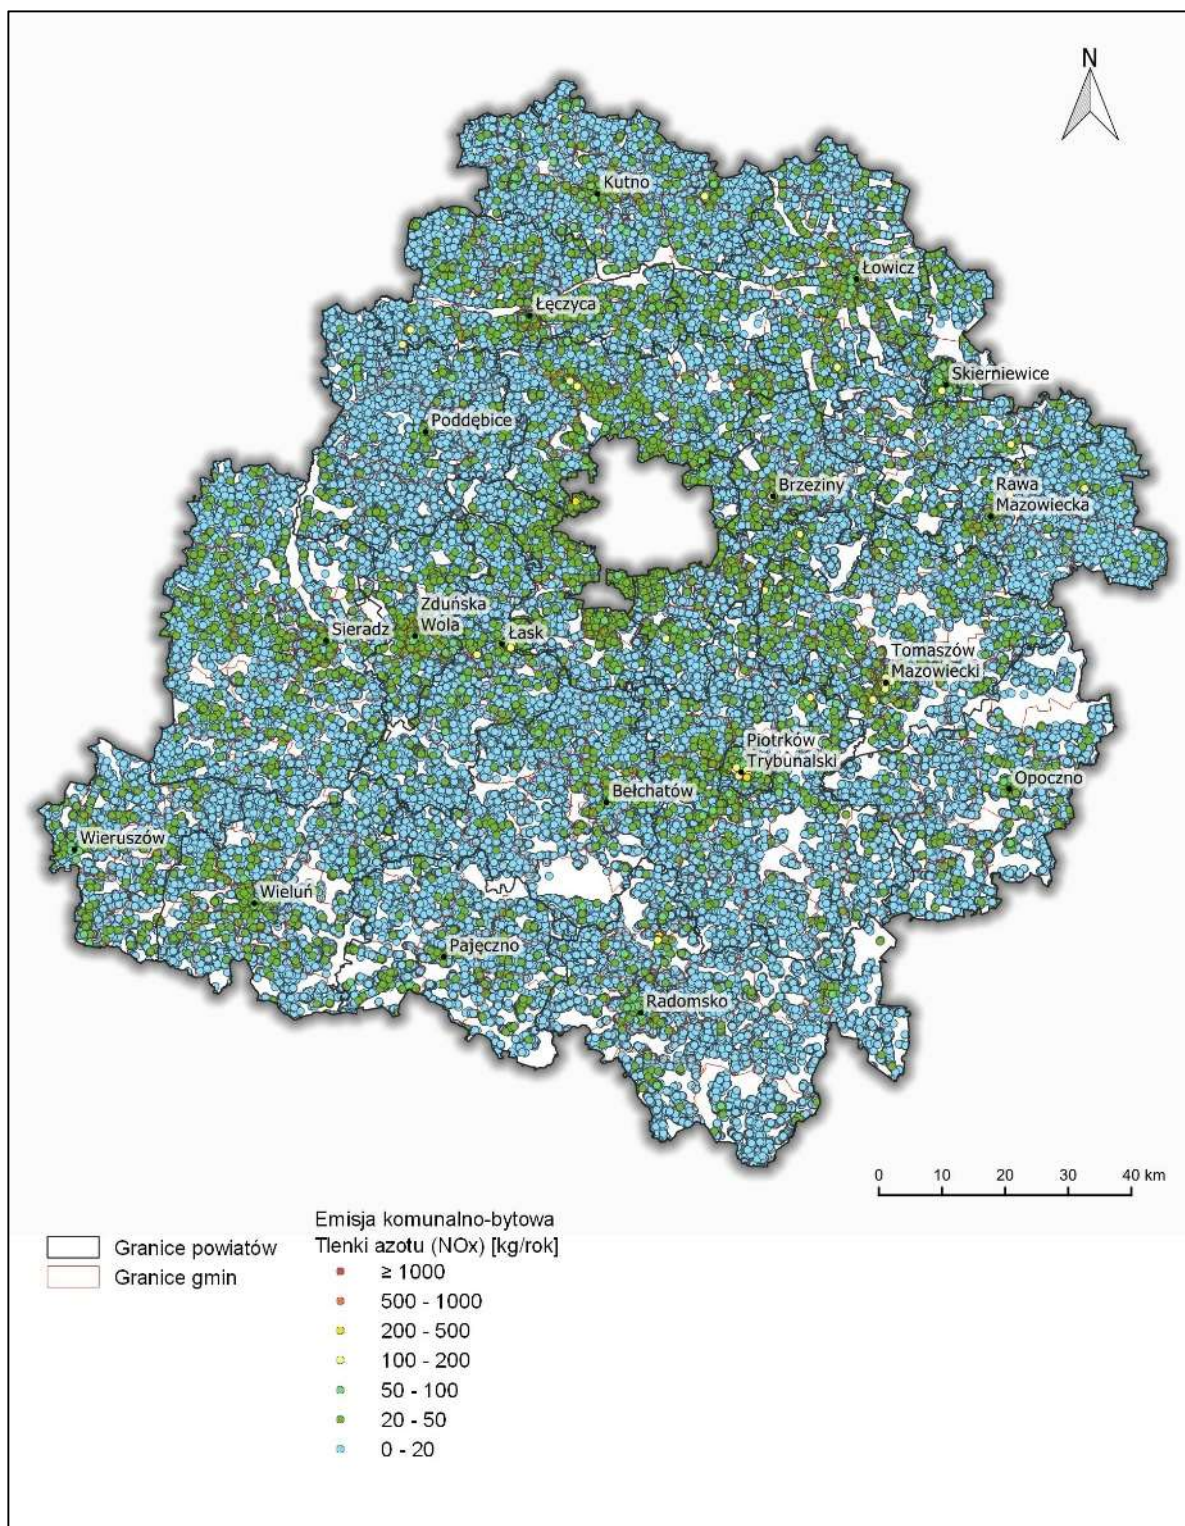 N
Kutno
Łowicz
Łęczyca
Skierniewice
Poddębice
Brzeziny
Rawa
Mazowiecka
Zduńska
Wola
Sieradz
Łask
Tomaszów
Mazowiecki
Piotrków
Trybunalski
Opoczno
Bełchatów
Wieruszów
Wieluń
Pajęczno
Radomsko
0 10 20 30 40 km
Emisja komunalno-bytowa
Tlenki azotu (NOx) [kg/rok]
Granice powiatów
Granice gmin
≥ 1000
500 - 1000
200 - 500
100 - 200
50 - 100
20 - 50
0 - 20